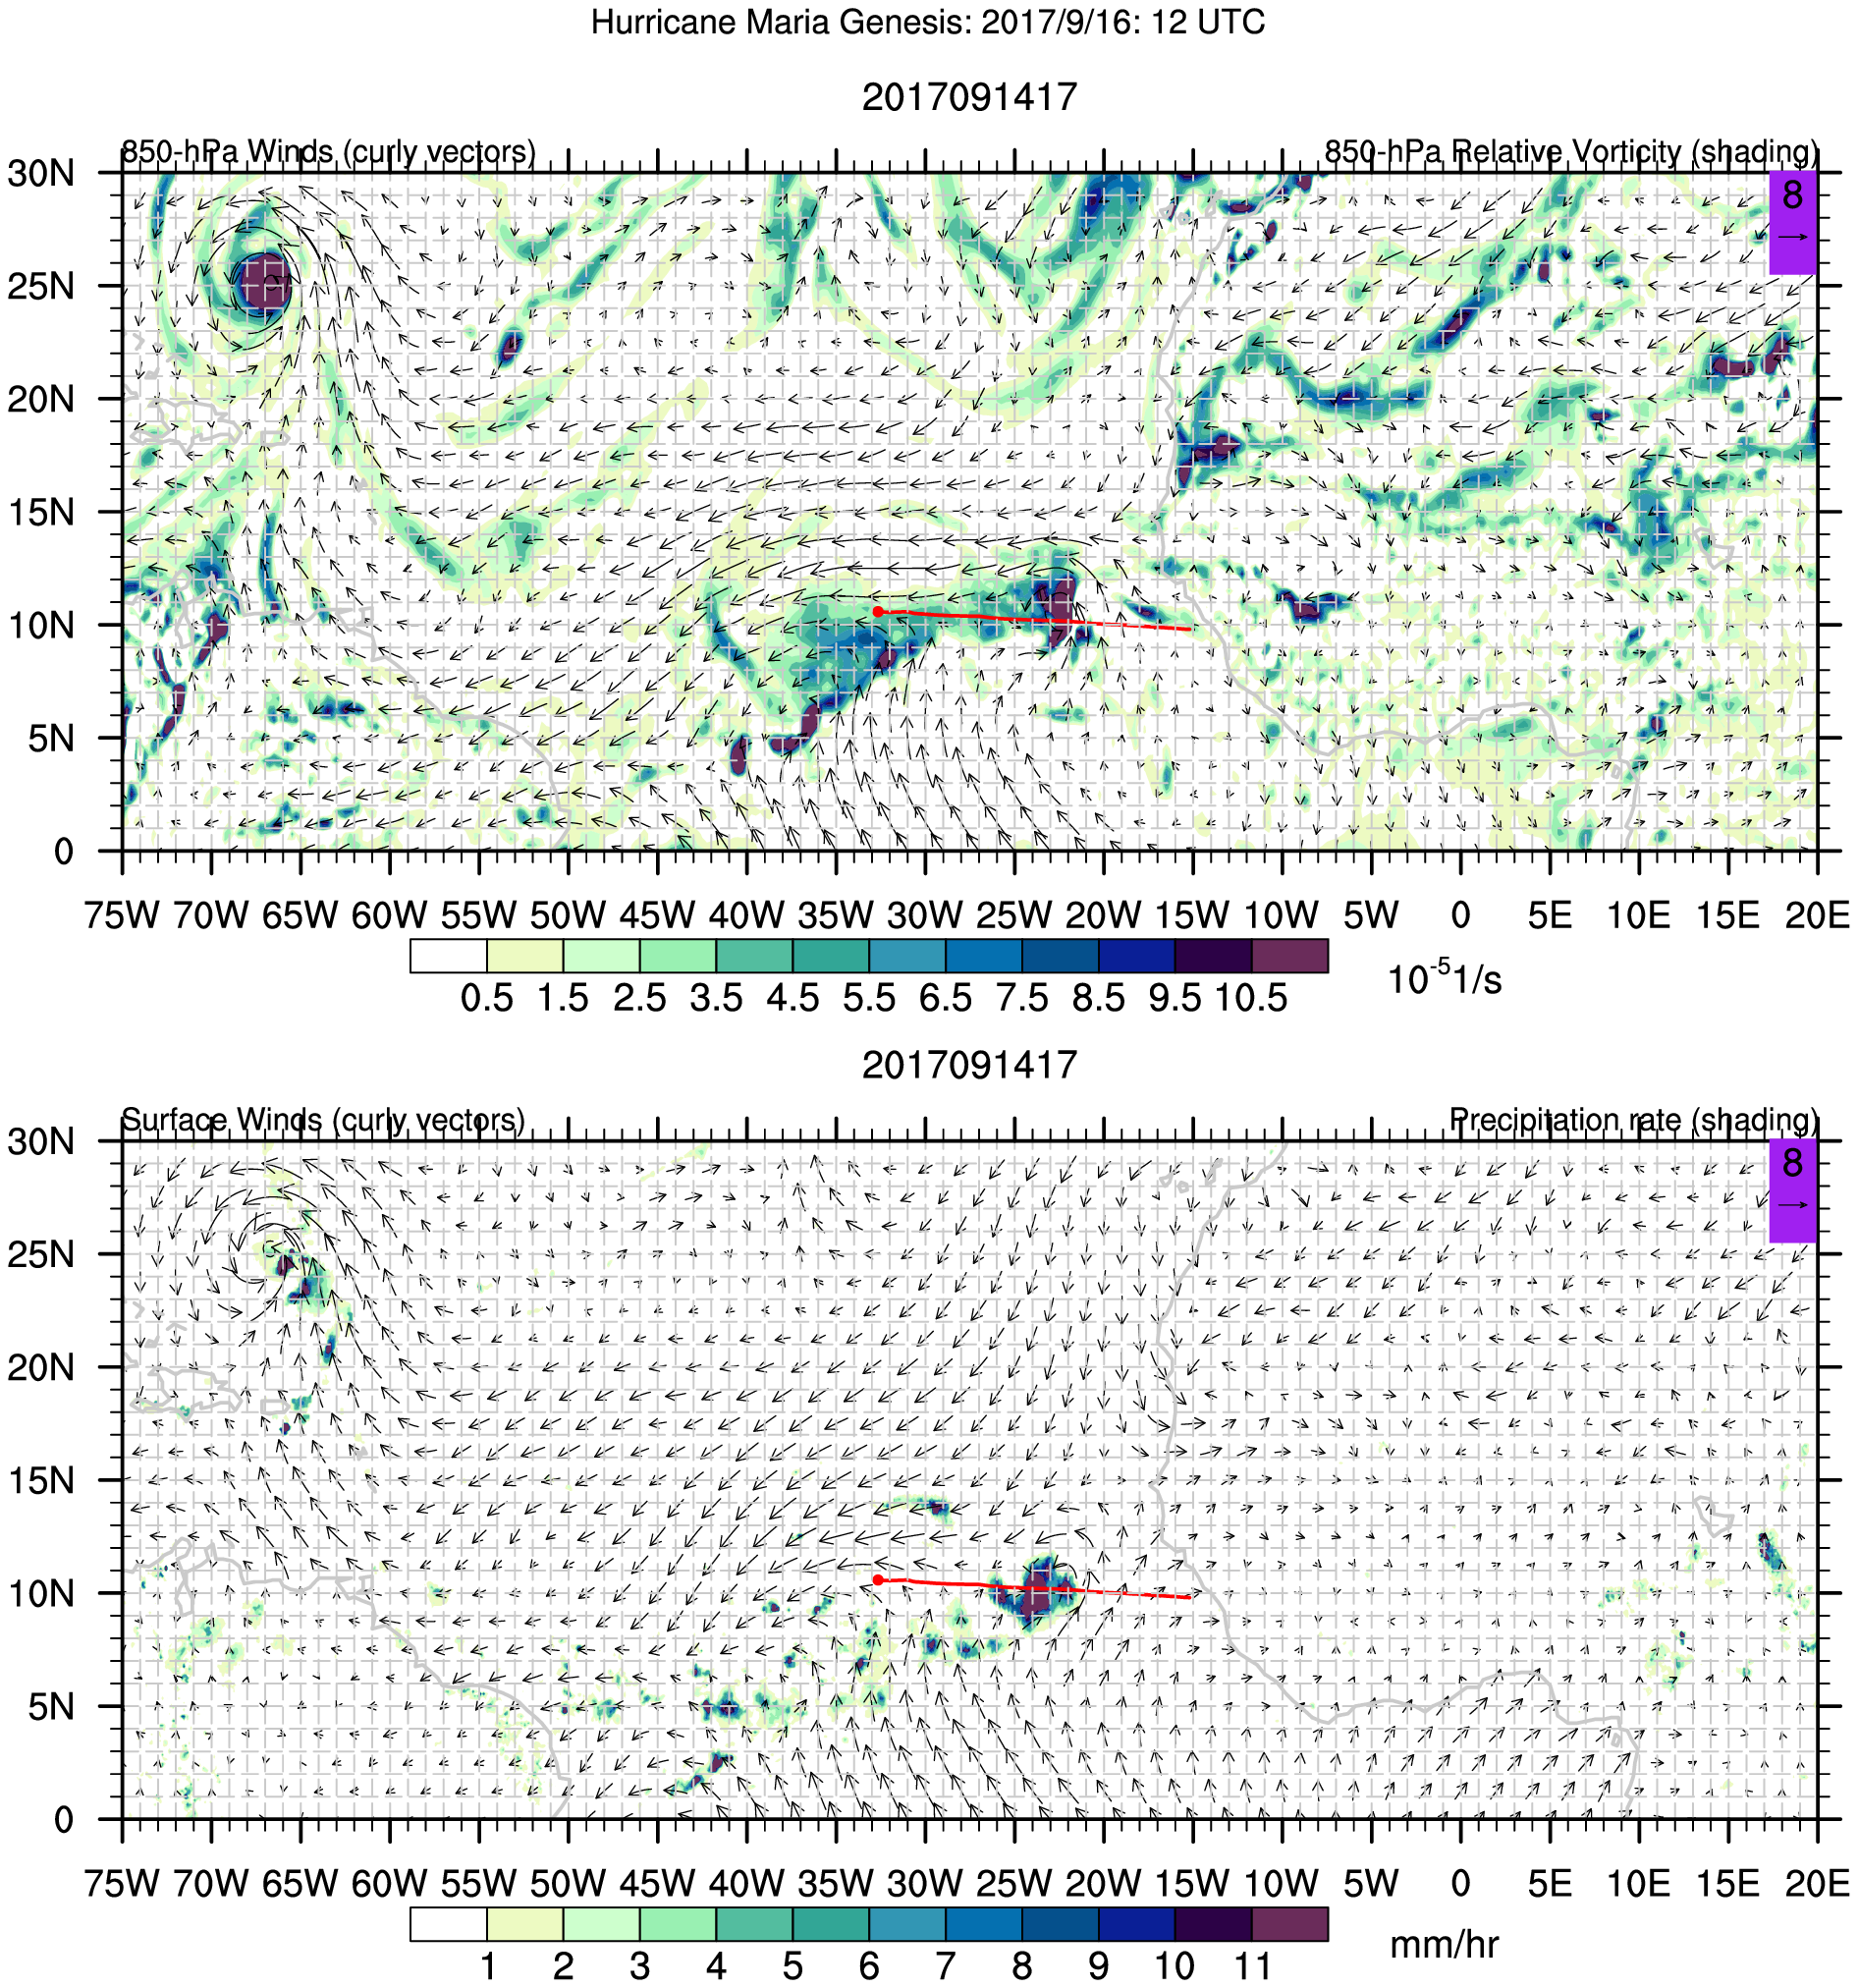 Hurricane Maria Genesis: 2017/9/16: 12 UTC
2017091417
850-hPa Winds (curly vectors) 850-hPa Relative Vorticity (shading)
8
30N
25N
20N
15N
10N
5N
0
75W 70W 65W 60W 55W 50W 45W 40W 35W 30W 25W 20W 15W 10W 5W 0 5E 10E 15E 20E
0.5 1.5 2.5 3.5 4.5 5.5 6.5 7.5 8.5 9.5 10.5
10⁻⁵1/s
2017091417
Surface Winds (curly vectors) Precipitation rate (shading)
8
30N
25N
20N
15N
10N
5N
0
75W 70W 65W 60W 55W 50W 45W 40W 35W 30W 25W 20W 15W 10W 5W 0 5E 10E 15E 20E
1 2 3 4 5 6 7 8 9 10 11
mm/hr